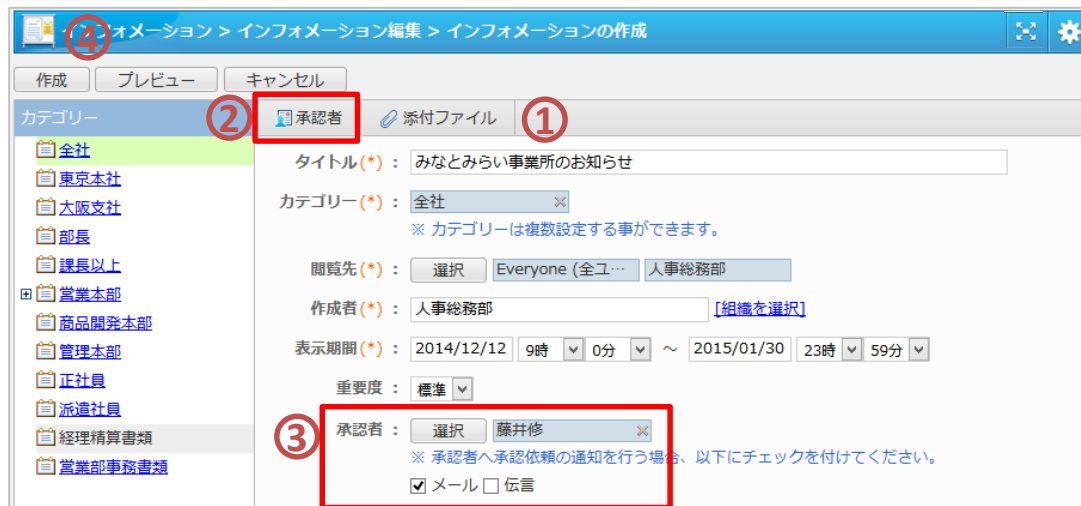 ④
インフォメーション > インフォメーション編集 > インフォメーションの作成
作成 プレビュー キャンセル
カテゴリー
② 承認者 添付ファイル ①
全社
東京本社
大阪支社
部長
課長以上
営業本部
商品開発本部
管理本部
正社員
派遣社員
経理精算書類
営業部事務書類
タイトル(*) : みなとみらい事業所のお知らせ
カテゴリー(*) : 全社
※ カテゴリーは複数設定する事ができます。
閲覧先(*) : 選択 Everyone (全ユ… 人事総務部
作成者(*) : 人事総務部 [組織を選択]
表示期間(*) : 2014/12/12 9時 0分 ～ 2015/01/30 23時 59分
重要度 : 標準
③ 承認者 : 選択 藤井修
※ 承認者へ承認依頼の通知を行う場合、以下にチェックを付けてください。
メール 伝言